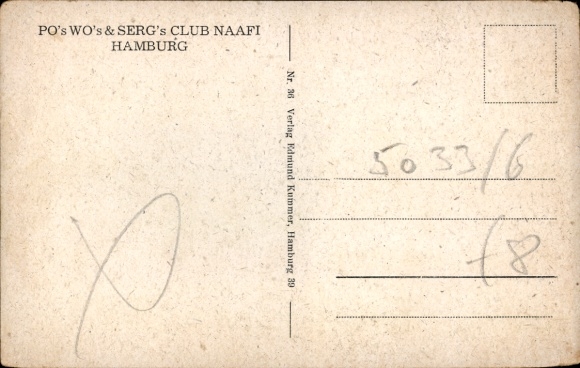 PO's WO's & SERG's CLUB NAAFI
HAMBURG
Nr. 36 Verlag Edmund Kummer, Hamburg 39
5033/6